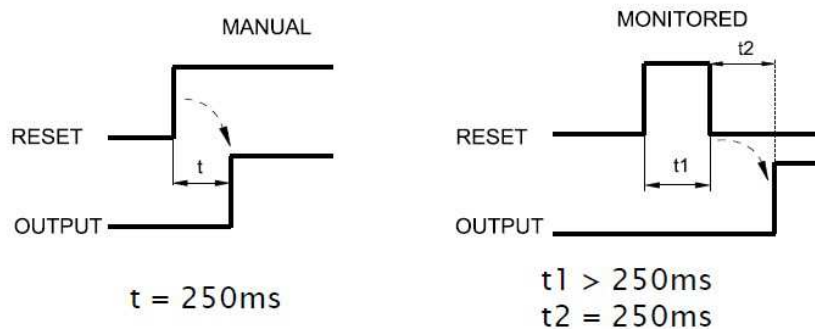 MANUAL
RESET
t
OUTPUT
t = 250ms
MONITORED
t2
RESET
t1
OUTPUT
t1 > 250ms
t2 = 250ms